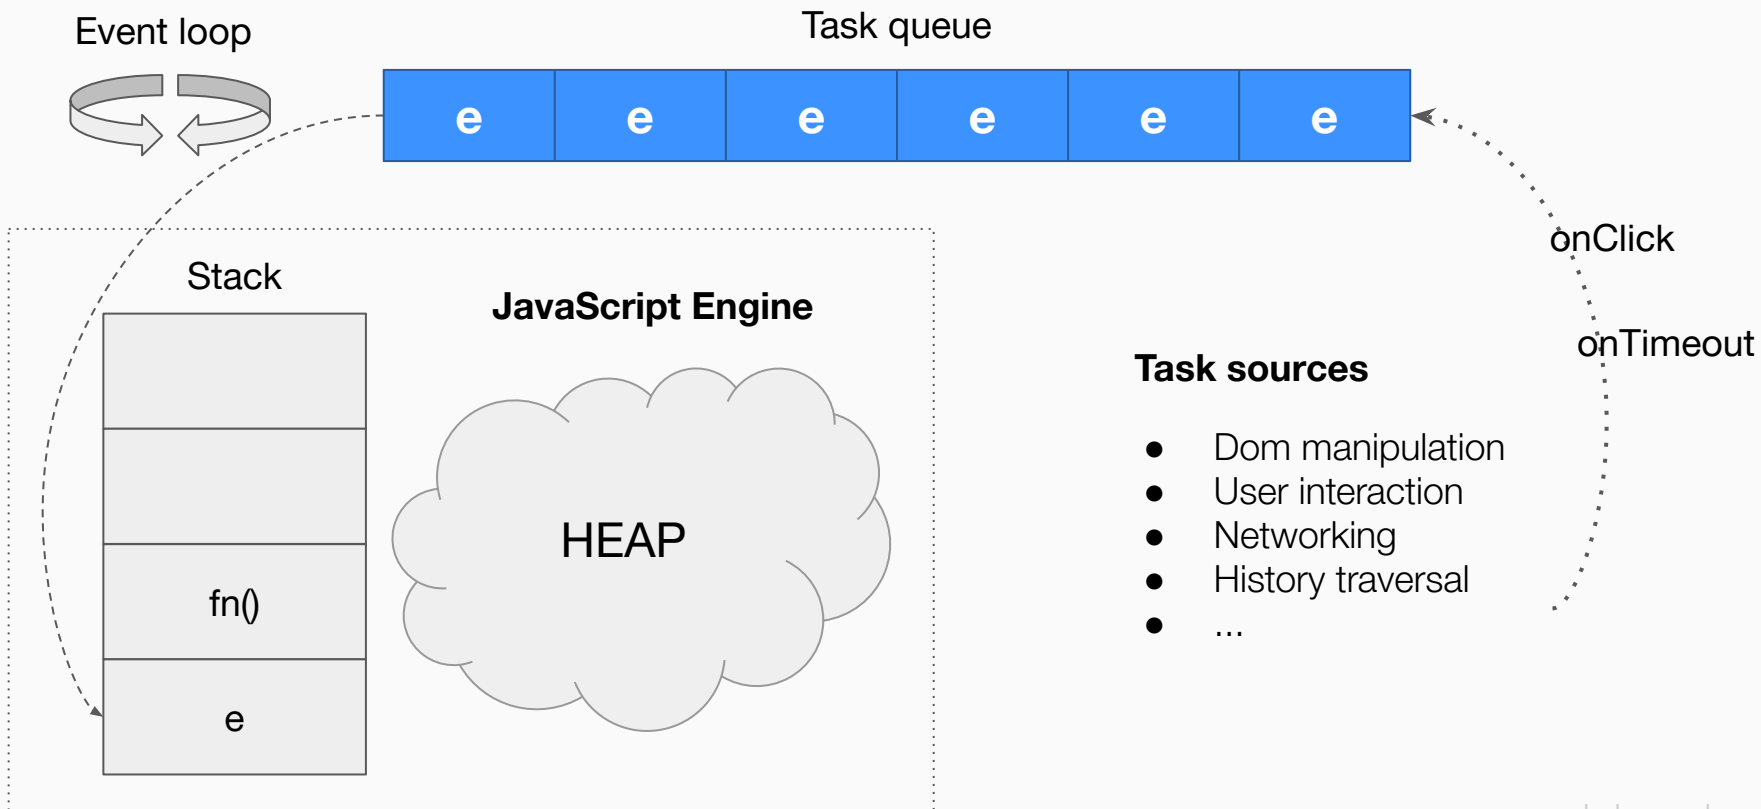 Event loop
Task queue
e e e e e e
onClick
Stack
JavaScript Engine
onTimeout
Task sources
● Dom manipulation
● User interaction
HEAP
● Networking
● History traversal
fn()
● ...
e